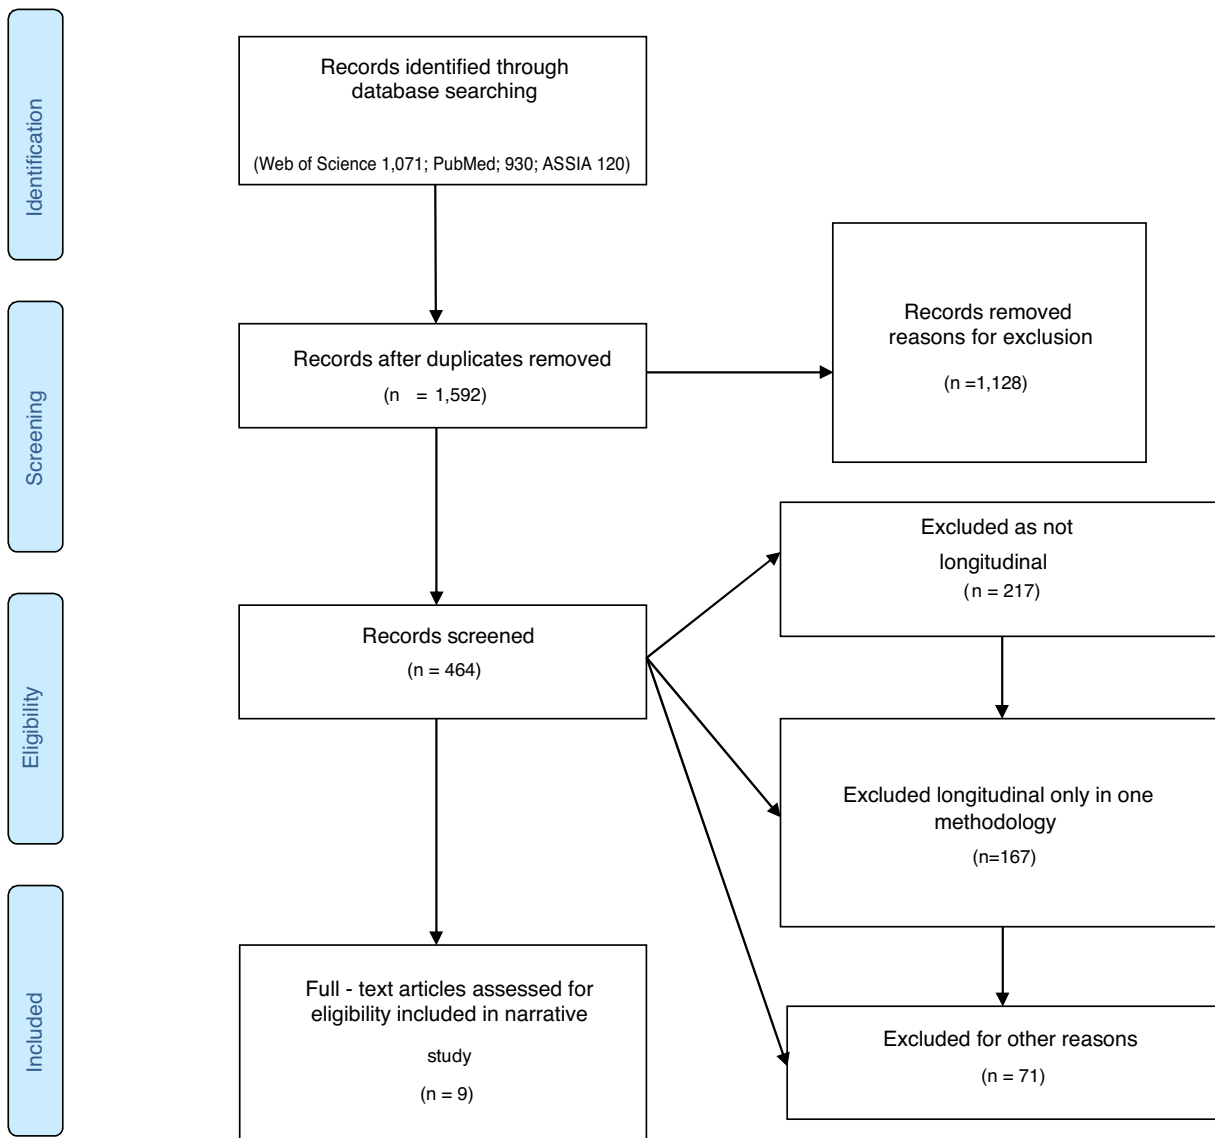 Identification
Records identified through
database searching
(Web of Science 1,071; PubMed; 930; ASSIA 120)
Records removed
reasons for exclusion
(n =1,128)
Screening
Records after duplicates removed
(n = 1,592)
Excluded as not
longitudinal
(n = 217)
Eligibility
Records screened
(n = 464)
Excluded longitudinal only in one
methodology
(n=167)
Included
Full - text articles assessed for
eligibility included in narrative
study
(n = 9)
Excluded for other reasons
(n = 71)